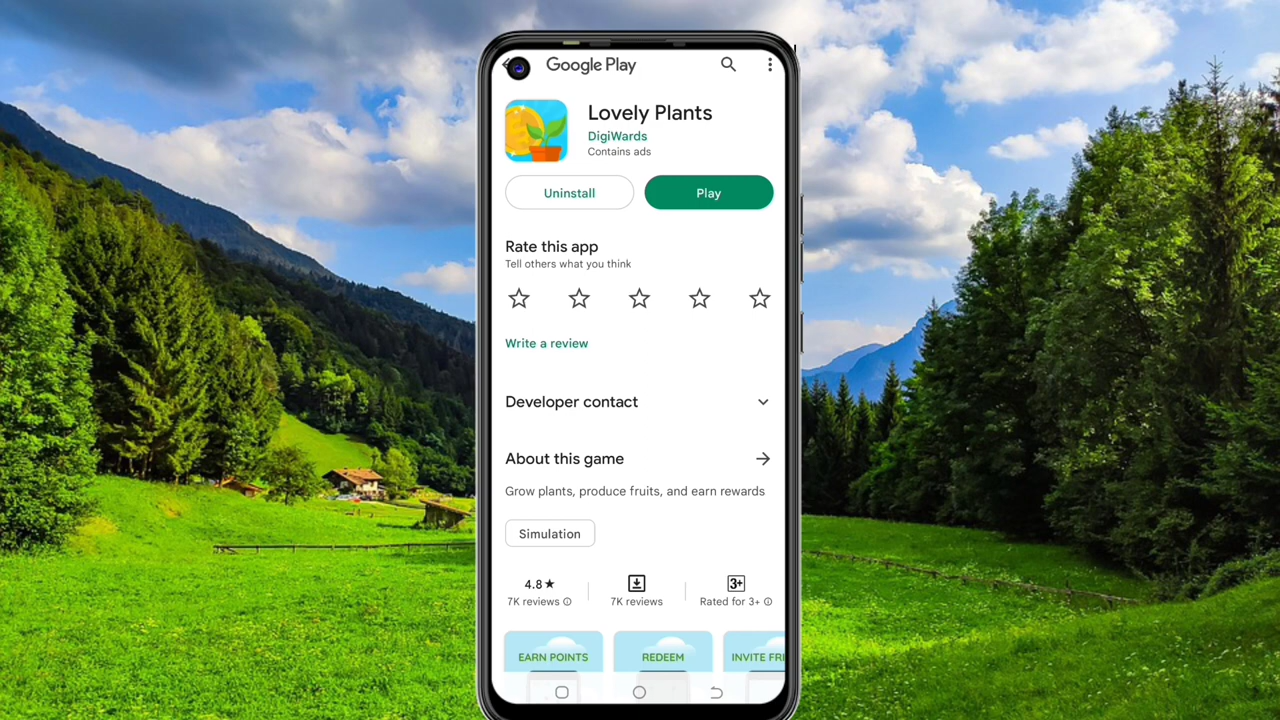 Google Play
Lovely Plants
DigiWards
Contains ads
Uninstall
Play
Rate this app
Tell others what you think
Write a review
Developer contact
About this game
Grow plants, produce fruits, and earn rewards
Simulation
4.8★
7K reviews
7K reviews
3+
Rated for 3+
EARN POINTS
REDEEM
INVITE FRI